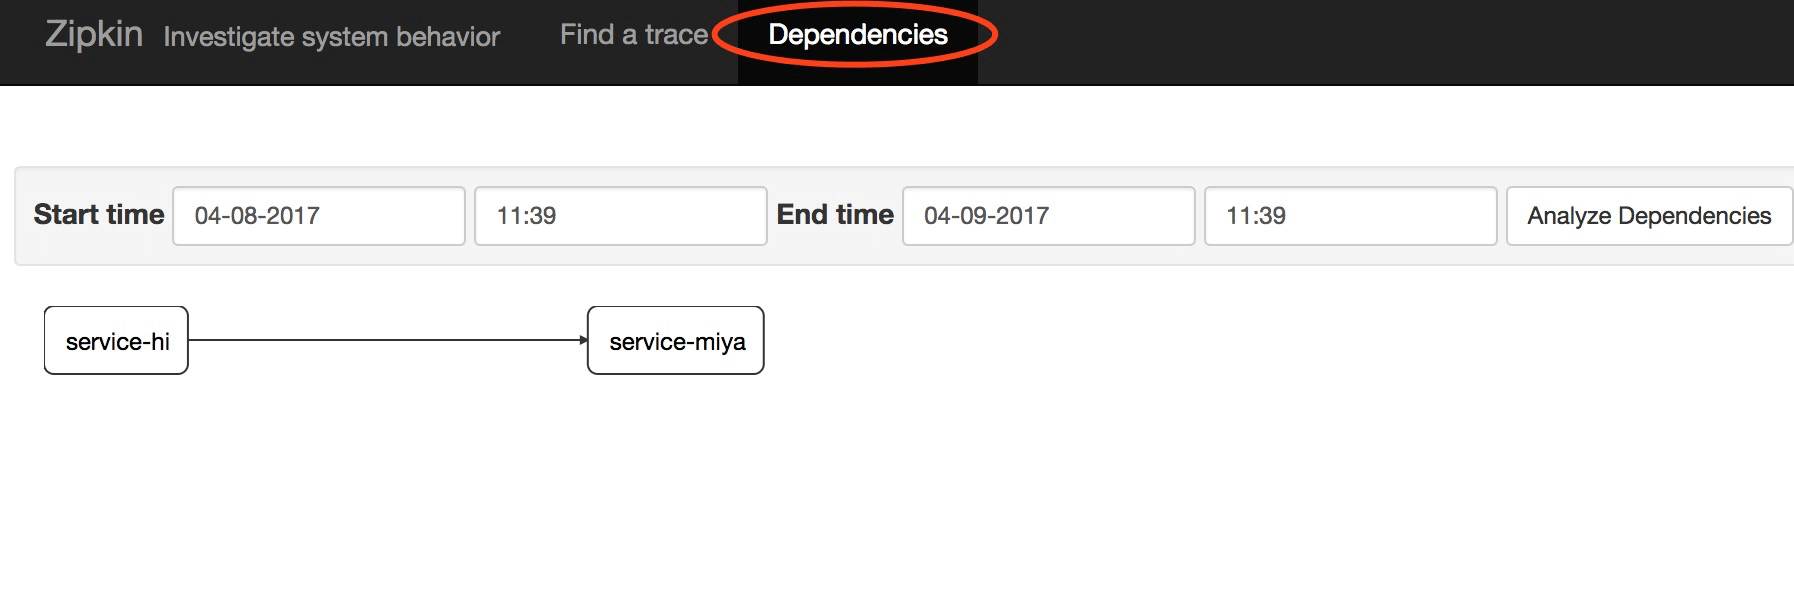 Zipkin Investigate system behavior Find a trace Dependencies
Start time 04-08-2017 11:39 End time 04-09-2017 11:39 Analyze Dependencies
service-hi service-miya